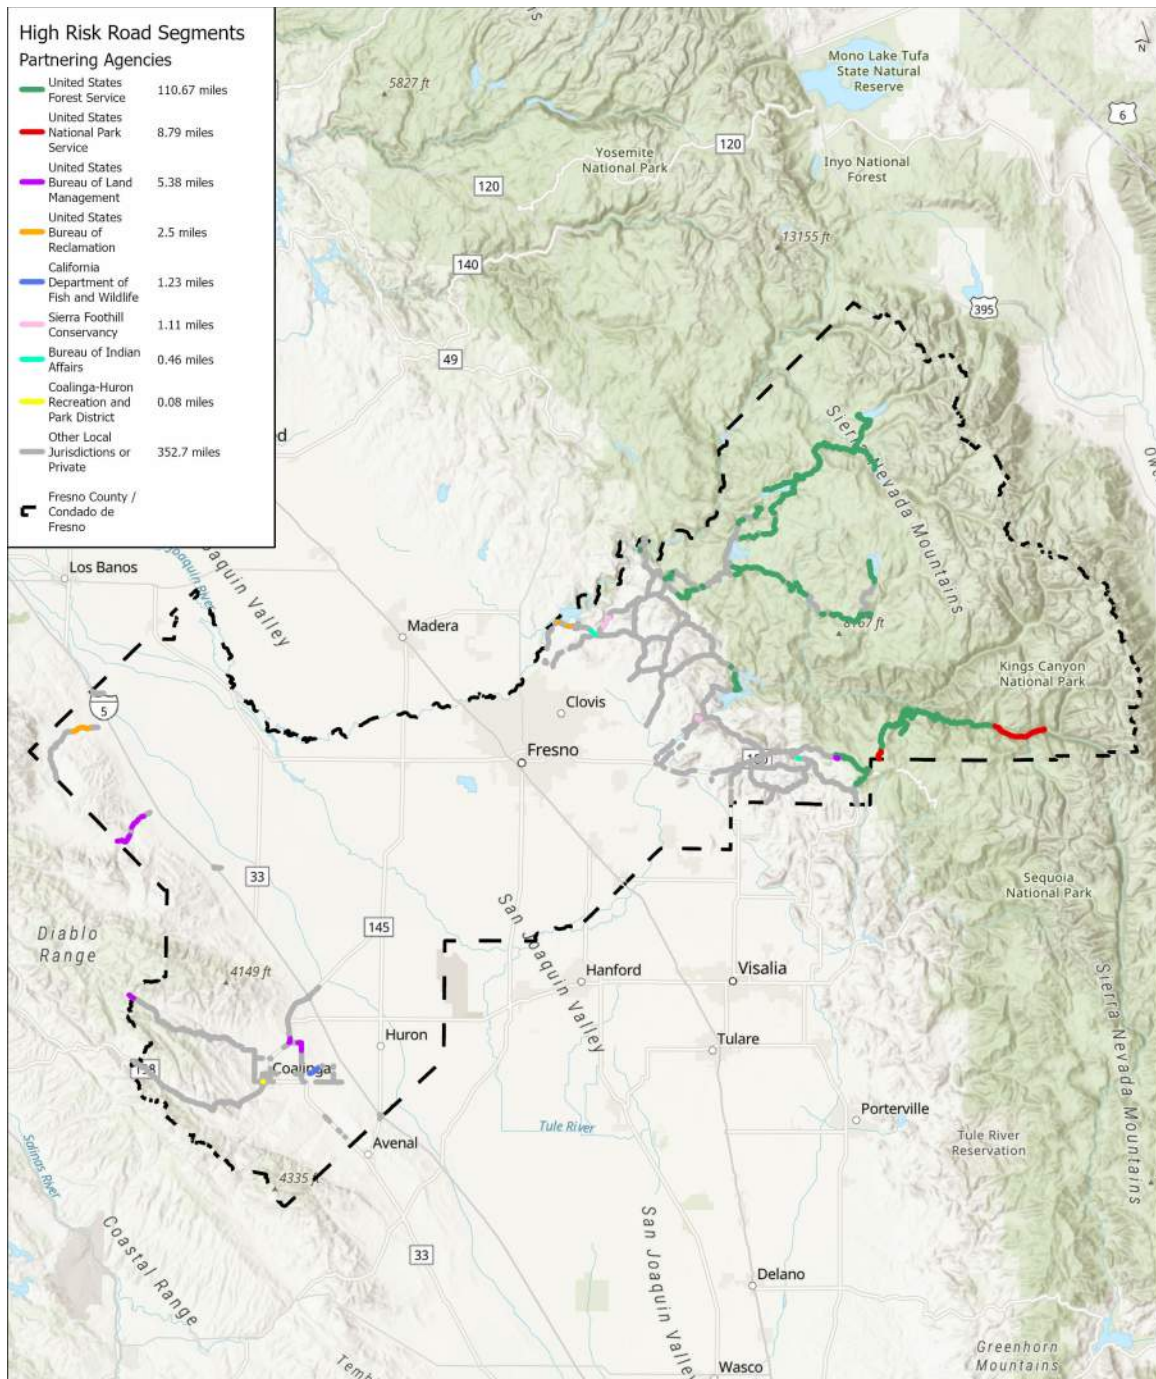 High Risk Road Segments
Partnering Agencies
United States
Forest Service
110.67 miles
United States
National Park
Service
8.79 miles
United States
Bureau of Land
Management
5.38 miles
United States
Bureau of
Reclamation
2.5 miles
California
Department of
Fish and Wildlife
1.23 miles
Sierra Foothill
Conservancy
1.11 miles
Bureau of Indian
Affairs
0.46 miles
Coalinga-Huron
Recreation and
Park District
0.08 miles
Other Local
Jurisdictions or
Private
352.7 miles
Fresno County /
Condado de
Fresno
Mono Lake Tufa
State Natural
Reserve
5827 ft
6
120
Yosemite
National Park
Inyo National
Forest
120
13155 ft
140
395
49
Sierra Nevada Mountains
Los Banos
San Joaquin Valley
Madera
8167 ft
Kings Canyon
National Park
5
Clovis
Fresno
180
33
Sequoia
National Park
Diablo
Range
145
4149 ft
San Joaquin Valley
Hanford
Visalia
Sierra Nevada Mountains
Huron
Tulare
198
Coalinga
Porterville
Tule River
Avenal
Tule River
Reservation
Salinas River
4335 ft
Coastal Range
33
San Joaquin Valley
Delano
Greenhorn
Mountains
Wasco